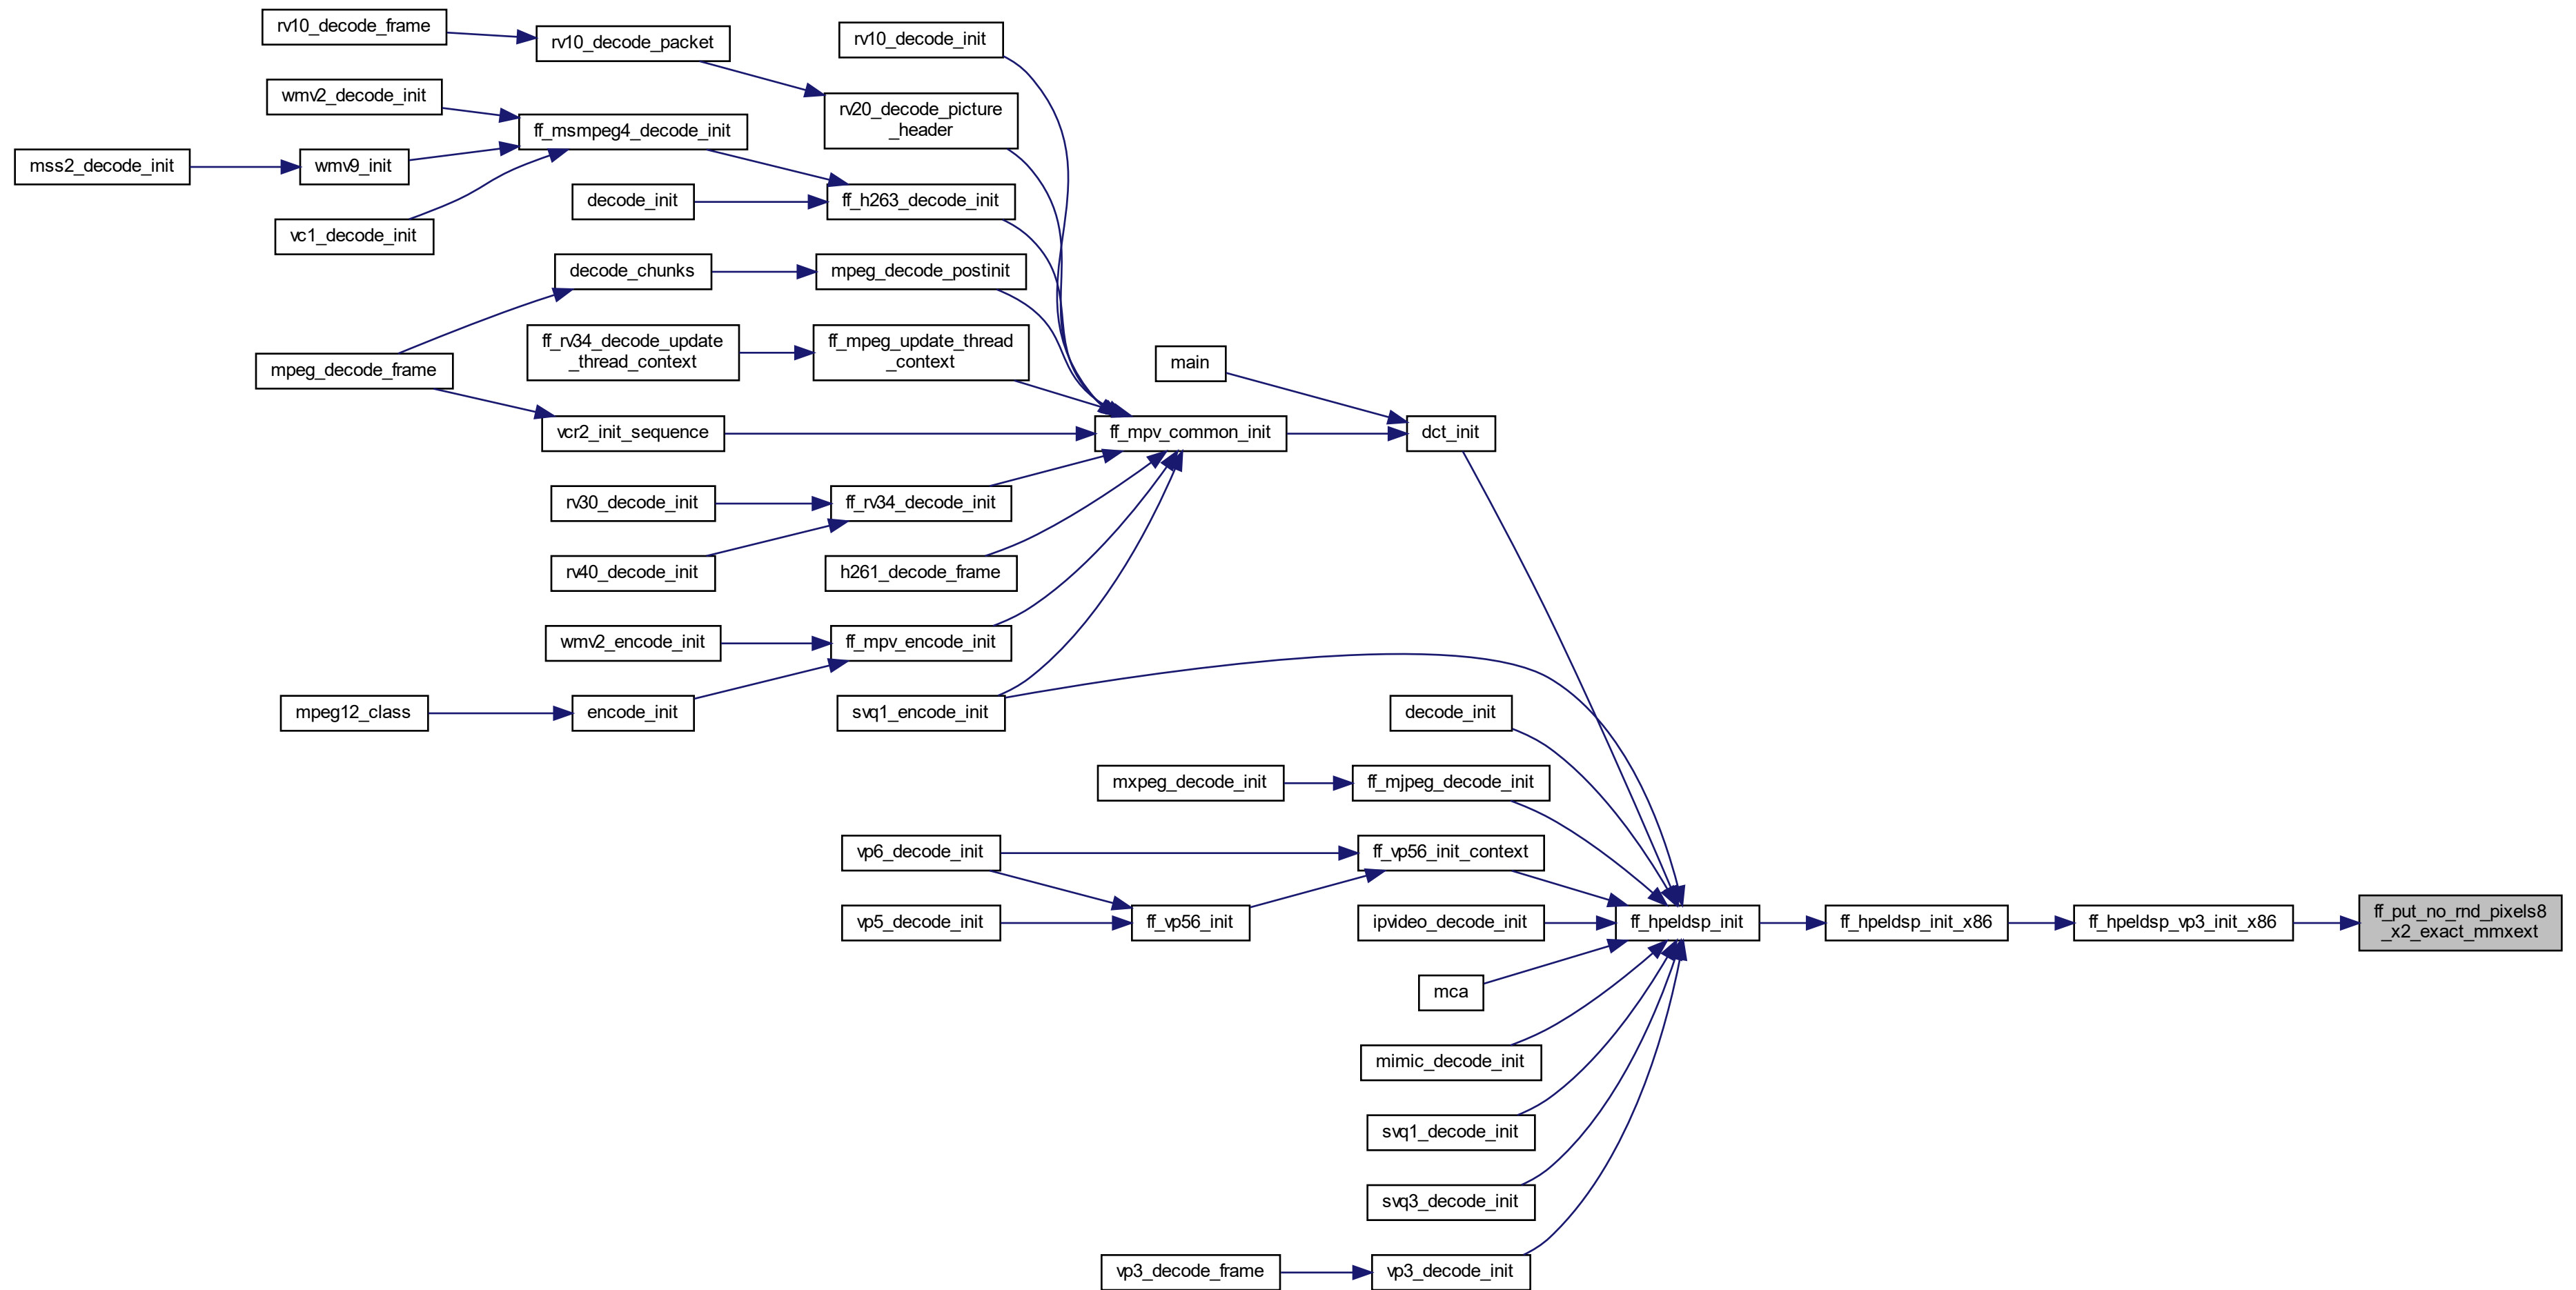 rv10_decode_frame
rv10_decode_packet
rv10_decode_init
wmv2_decode_init
rv20_decode_picture
_header
ff_msmpeg4_decode_init
mss2_decode_init
wmv9_init
decode_init
ff_h263_decode_init
vc1_decode_init
decode_chunks
mpeg_decode_postinit
ff_rv34_decode_update
_thread_context
ff_mpeg_update_thread
_context
mpeg_decode_frame
main
vcr2_init_sequence
ff_mpv_common_init
dct_init
rv30_decode_init
ff_rv34_decode_init
rv40_decode_init
h261_decode_frame
wmv2_encode_init
ff_mpv_encode_init
mpeg12_class
encode_init
svq1_encode_init
decode_init
mxpeg_decode_init
ff_mjpeg_decode_init
vp6_decode_init
ff_vp56_init_context
vp5_decode_init
ff_vp56_init
ipvideo_decode_init
ff_hpeldsp_init
ff_hpeldsp_init_x86
ff_hpeldsp_vp3_init_x86
ff_put_no_rnd_pixels8
_x2_exact_mmxext
mca
mimic_decode_init
svq1_decode_init
svq3_decode_init
vp3_decode_frame
vp3_decode_init